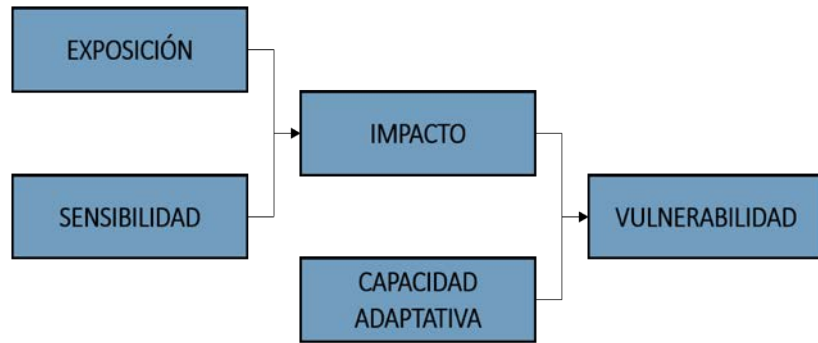 EXPOSICIÓN
SENSIBILIDAD
IMPACTO
CAPACIDAD
ADAPTATIVA
VULNERABILIDAD